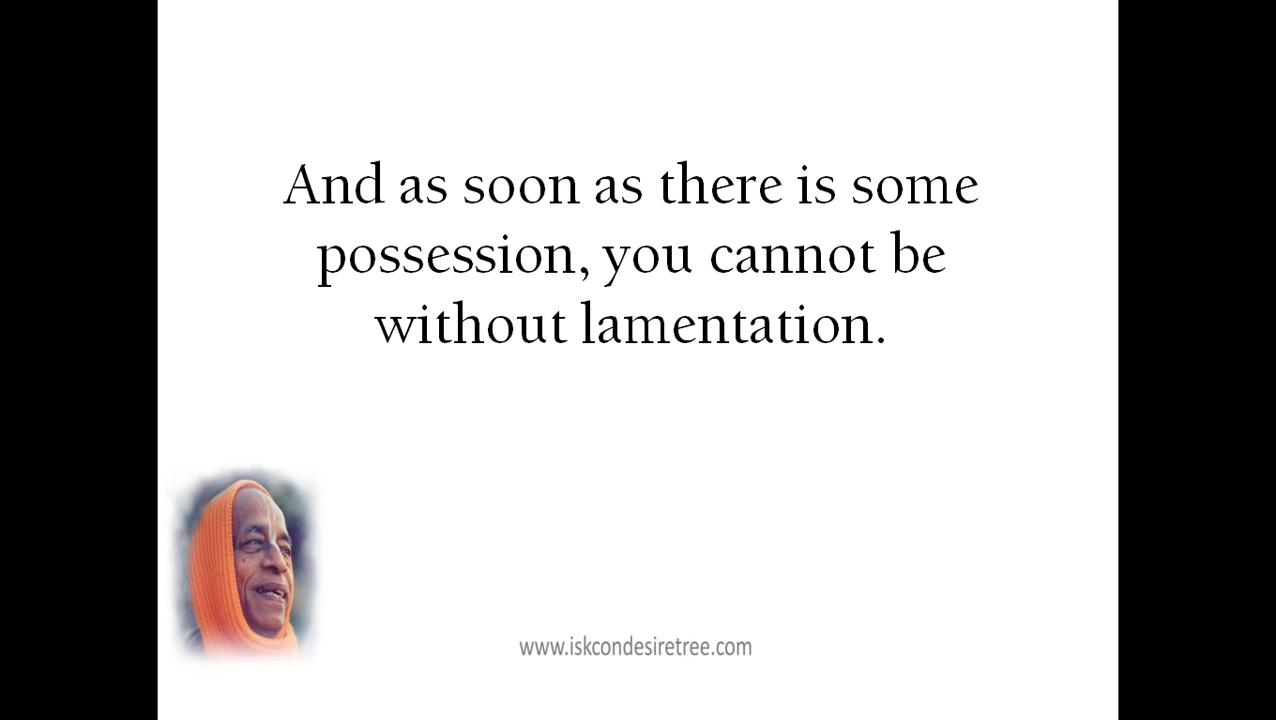 And as soon as there is some
possession, you cannot be
without lamentation.
www.iskcondesiretree.com